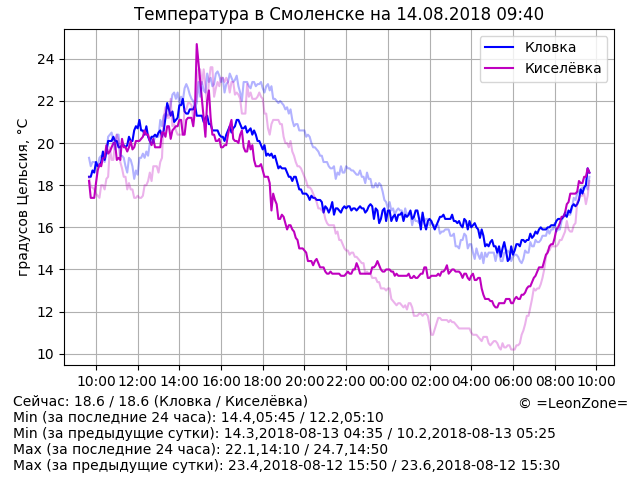 Температура в Смоленске на 14.08.2018 09:40
Кловка
Киселёвка
градусов Цельсия, °C
24
22
20
18
16
14
12
10
10:00 12:00 14:00 16:00 18:00 20:00 22:00 00:00 02:00 04:00 06:00 08:00 10:00
Сейчас: 18.6 / 18.6 (Кловка / Киселёвка)
© =LeonZone=
Min (за последние 24 часа): 14.4,05:45 / 12.2,05:10
Min (за предыдущие сутки): 14.3,2018-08-13 04:35 / 10.2,2018-08-13 05:25
Max (за последние 24 часа): 22.1,14:10 / 24.7,14:50
Max (за предыдущие сутки): 23.4,2018-08-12 15:50 / 23.6,2018-08-12 15:30